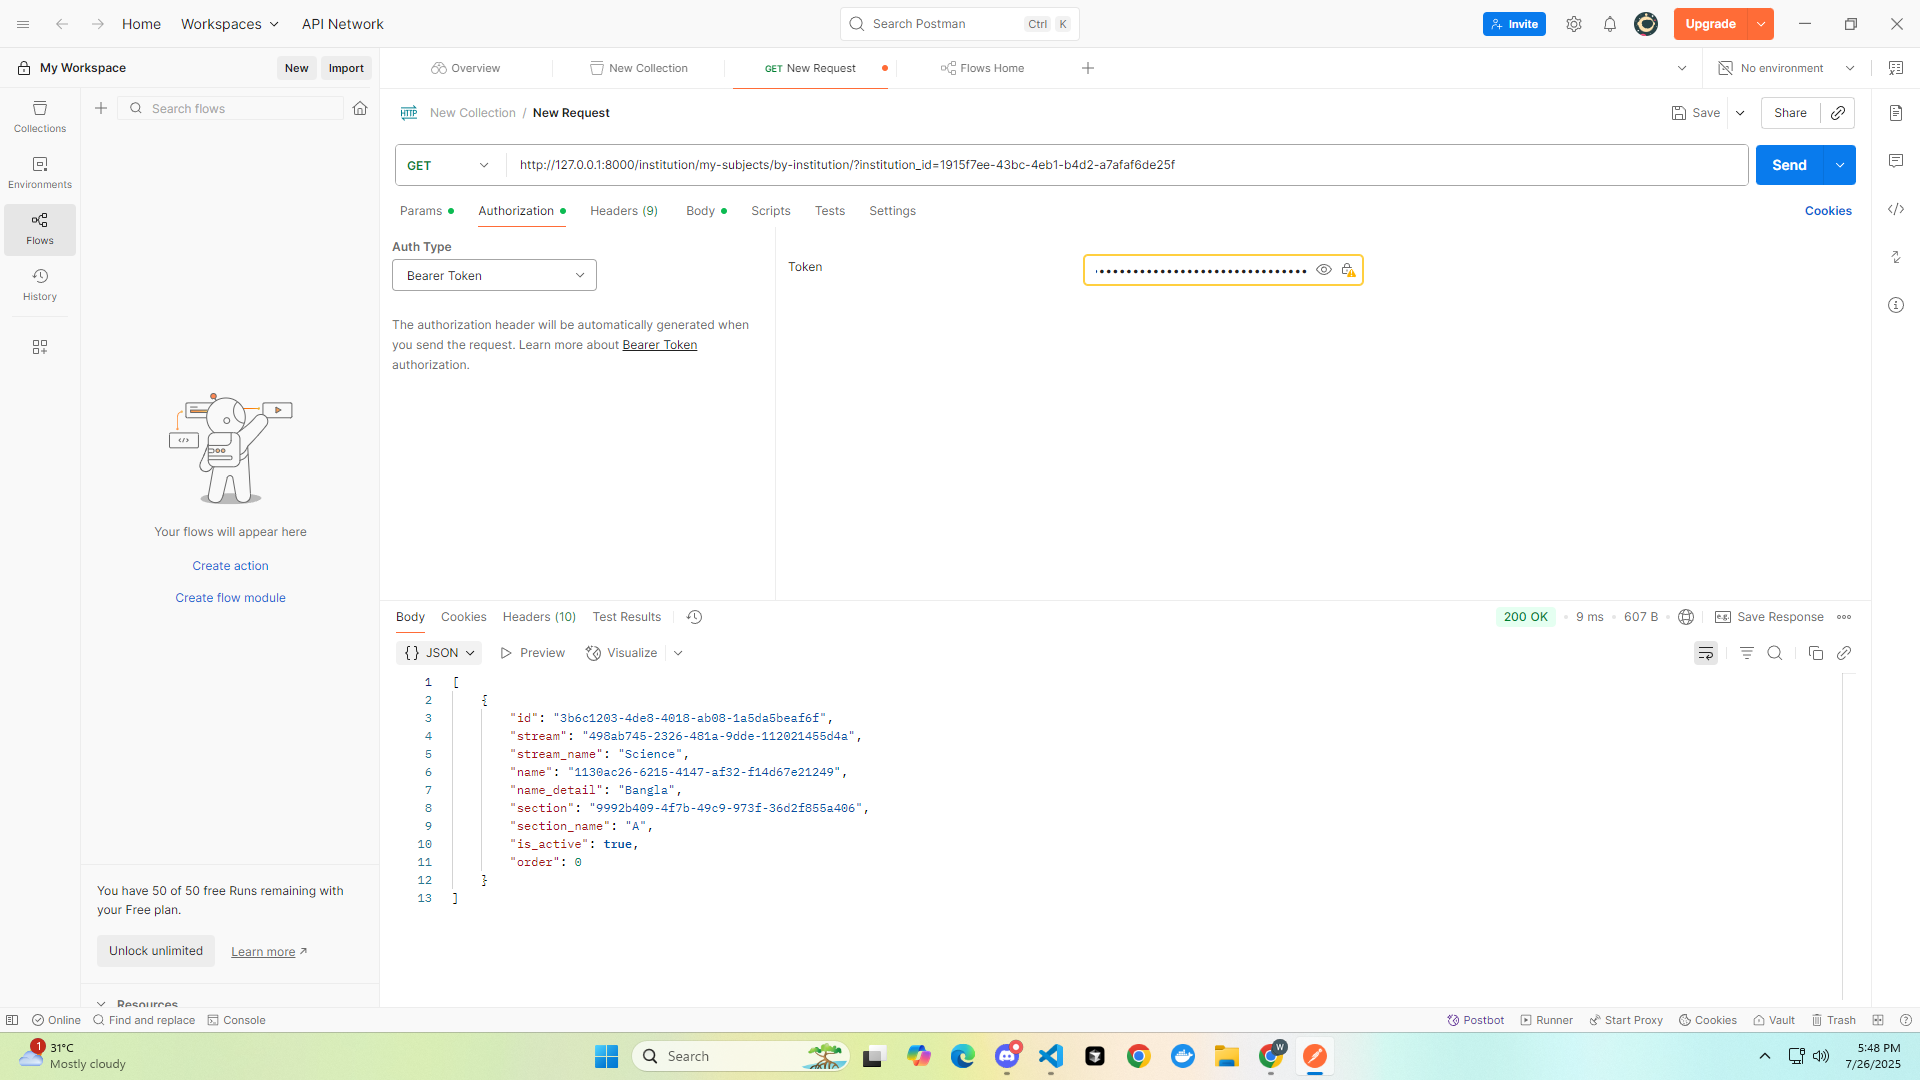 Home
Workspaces
API Network
Search Postman
Ctrl
K
Invite
Upgrade
My Workspace
New
Import
Overview
New Collection
GET New Request
Flows Home
No environment
Collections
Environments
Flows
History
Search flows
Your flows will appear here
Create action
Create flow module
You have 50 of 50 free Runs remaining with
your Free plan.
Unlock unlimited
Learn more
Resources
HTTP
New Collection / New Request
Save
Share
GET
http://127.0.0.1:8000/institution/my-subjects/by-institution/?institution_id=1915f7ee-43bc-4eb1-b4d2-a7afaf6de25f
Send
Params
Authorization
Headers (9)
Body
Scripts
Tests
Settings
Cookies
Auth Type
Bearer Token
The authorization header will be automatically generated when
you send the request. Learn more about Bearer Token
authorization.
Token
Body
Cookies
Headers (10)
Test Results
200 OK
9 ms
607 B
e.g.
Save Response
{} JSON
Preview
Visualize
1 [
2 {
3 "id": "3b6c1203-4de8-4018-ab08-1a5da5beaf6f",
4 "stream": "498ab745-2326-481a-9dde-112021455d4a",
5 "stream_name": "Science",
6 "name": "1130ac26-6215-4147-af32-f14d67e21249",
7 "name_detail": "Bangla",
8 "section": "9992b409-4f7b-49c9-973f-36d2f855a406",
9 "section_name": "A",
10 "is_active": true,
11 "order": 0
12 }
13 ]
Online
Find and replace
Console
Postbot
Runner
Start Proxy
Cookies
Vault
Trash
1
31°C
Mostly cloudy
Search
W
5:48 PM
7/26/2025